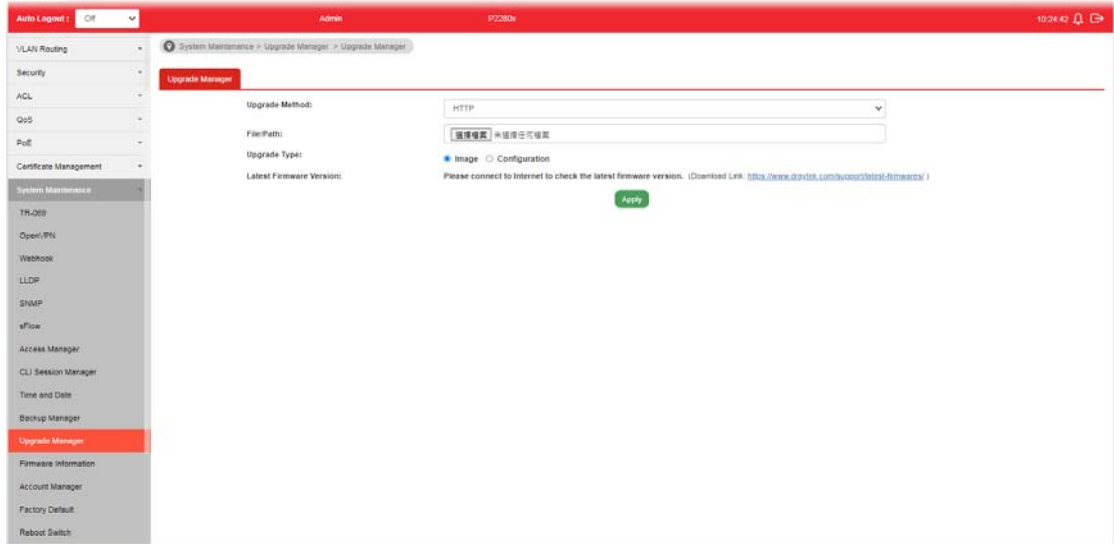 Auto Logout : Off Admin P2280x 10:24:42
VLAN Routing
Security
ACL
QoS
PoE
Certificate Management
System Maintenance
TR-069
OpenVPN
Webhook
LLDP
SNMP
sFlow
Access Manager
CLI Session Manager
Time and Date
Backup Manager
Upgrade Manager
Firmware Information
Account Manager
Factory Default
Reboot Switch
System Maintenance > Upgrade Manager > Upgrade Manager
Upgrade Manager
Upgrade Method: HTTP
File/Path: 選擇檔案 未選擇任何檔案
Upgrade Type: Image Configuration
Latest Firmware Version: Please connect to Internet to check the latest firmware version. (Download Link: https://www.draytek.com/support/latest-firmwares/ )
Apply